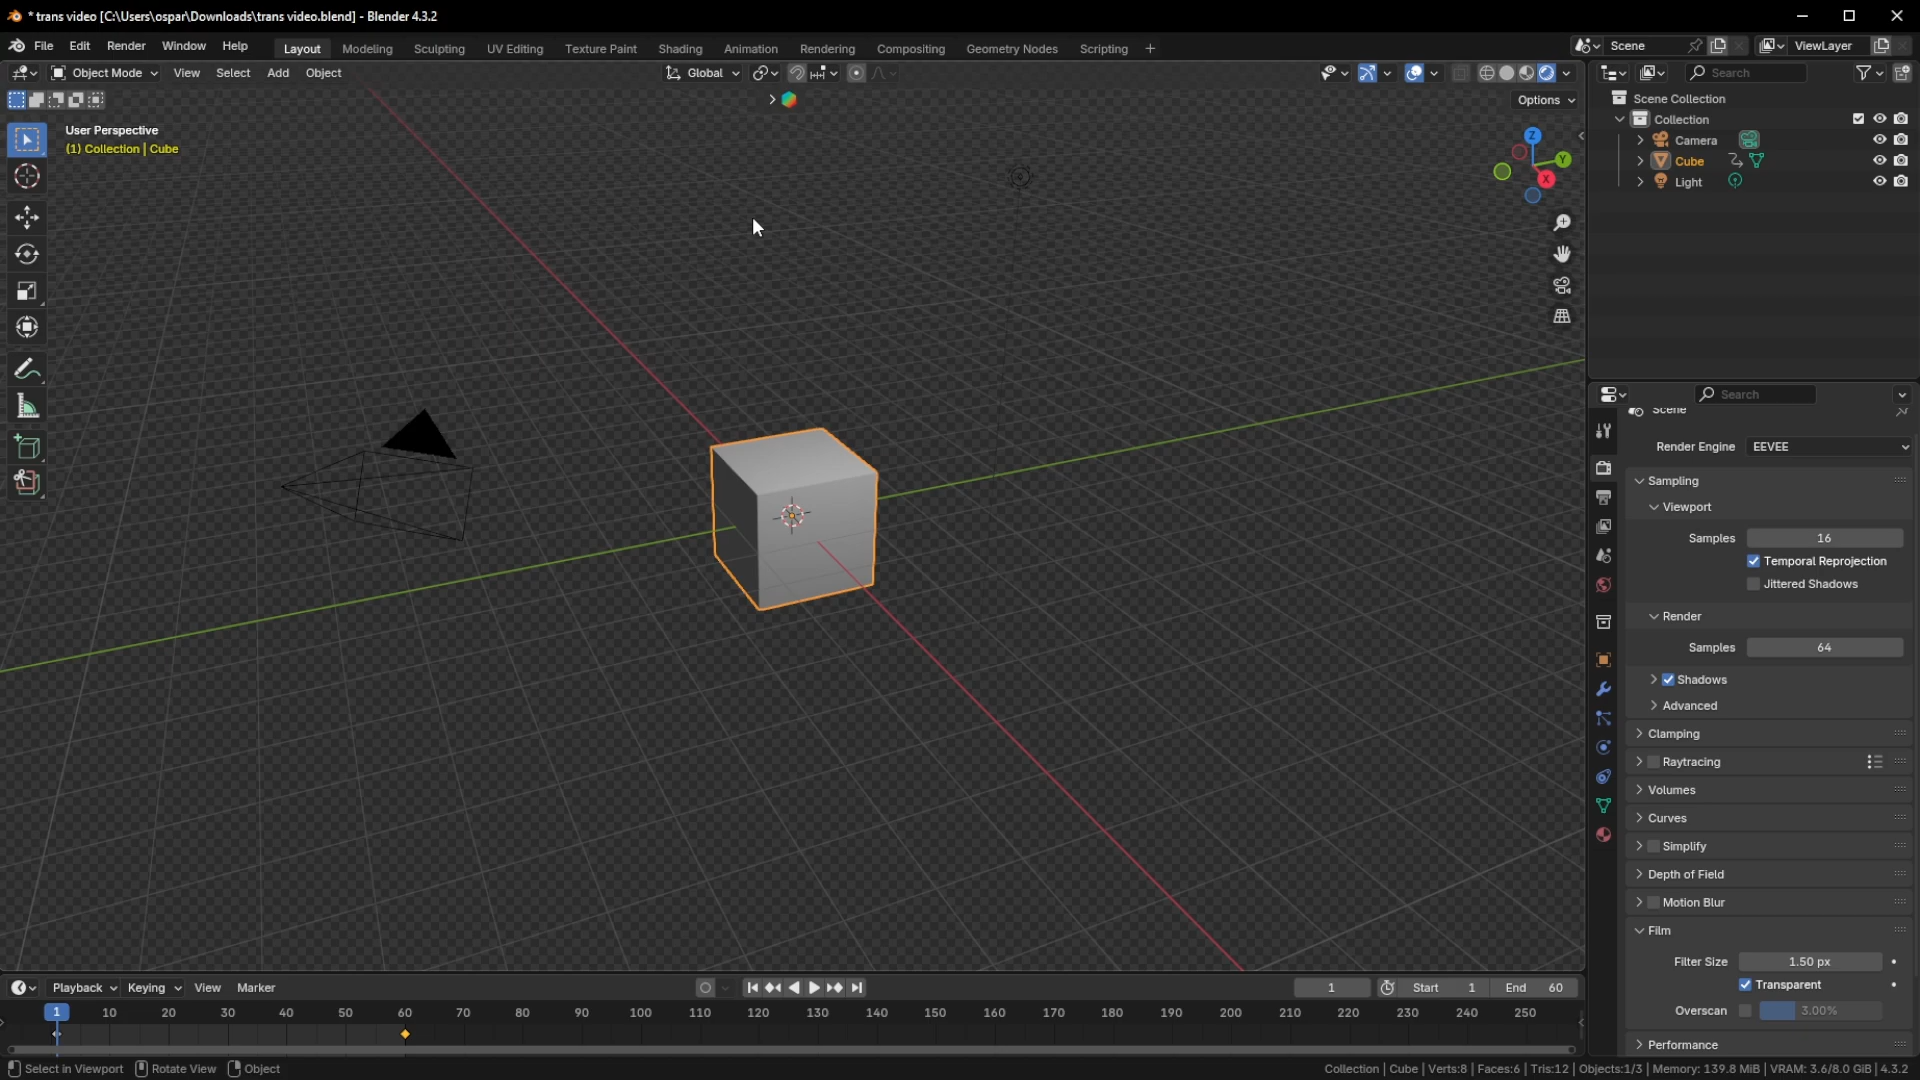 * trans video [C:\Users\ospar\Downloads\trans video.blend] - Blender 4.3.2
File Edit Render Window Help Layout Modeling Sculpting UV Editing Texture Paint Shading Animation Rendering Compositing Geometry Nodes Scripting + Scene ViewLayer
Object Mode View Select Add Object Global Search
Options
User Perspective
(1) Collection | Cube
Z
Y
X
Scene Collection
Collection
Camera
Cube
Light
Search
Scene
Render Engine EEVEE
Sampling
Viewport
Samples 16
Temporal Reprojection
Jittered Shadows
Render
Samples 64
Shadows
Advanced
Clamping
Raytracing
Volumes
Curves
Simplify
Depth of Field
Motion Blur
Film
Filter Size 1.50 px
Transparent
Overscan 3.00%
Performance
Playback Keying View Marker 1 Start 1 End 60
1 10 20 30 40 50 60 70 80 90 100 110 120 130 140 150 160 170 180 190 200 210 220 230 240 250
Select in Viewport Rotate View Object Collection | Cube | Verts:8 | Faces:6 | Tris:12 | Objects:1/3 | Memory: 139.8 MiB | VRAM: 3.6/8.0 GiB | 4.3.2